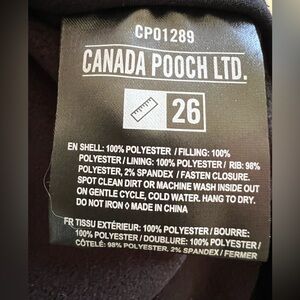 CP01289
CANADA POOCH LTD.
26
EN SHELL: 100% POLYESTER / FILLING: 100%
POLYESTER / LINING: 100% POLYESTER / RIB: 98%
POLYESTER, 2% SPANDEX / FASTEN CLOSURE.
SPOT CLEAN DIRT OR MACHINE WASH INSIDE OUT
ON GENTLE CYCLE, COLD WATER. HANG TO DRY.
DO NOT IRON ◊ MADE IN CHINA
FR TISSU EXTÉRIEUR: 100% POLYESTER / BOURRE:
100% POLYESTER / DOUBLURE: 100% POLYESTER /
CÔTELÉ: 98% POLYESTER, 2% SPANDEX / FERMER